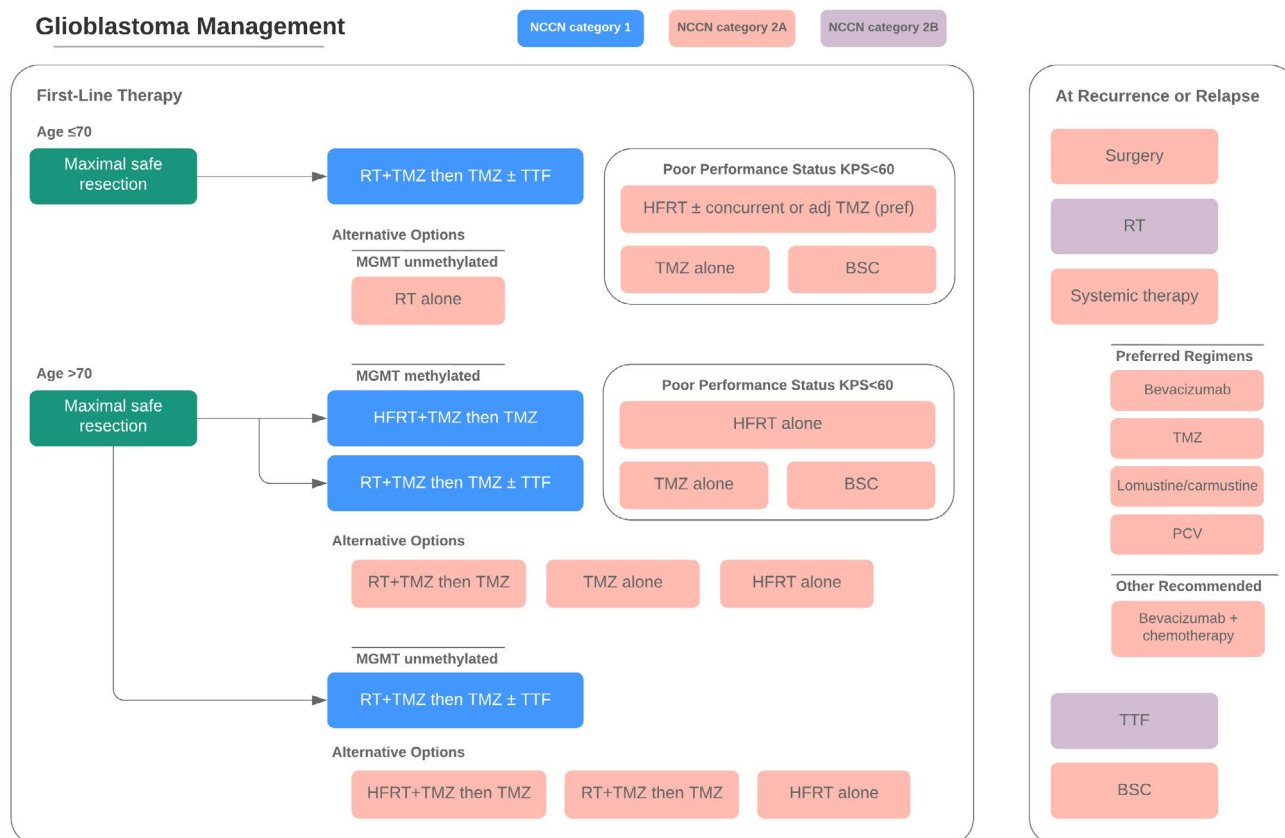 Glioblastoma Management
NCCN category 1
NCCN category 2A
NCCN category 2B
First-Line Therapy
Age ≤70
Maximal safe
resection
RT+TMZ then TMZ ± TTF
Alternative Options
MGMT unmethylated
RT alone
Poor Performance Status KPS<60
HFRT ± concurrent or adj TMZ (pref)
TMZ alone
BSC
Age >70
Maximal safe
resection
MGMT methylated
HFRT+TMZ then TMZ
RT+TMZ then TMZ ± TTF
Poor Performance Status KPS<60
HFRT alone
TMZ alone
BSC
Alternative Options
RT+TMZ then TMZ
TMZ alone
HFRT alone
MGMT unmethylated
RT+TMZ then TMZ ± TTF
Alternative Options
HFRT+TMZ then TMZ
RT+TMZ then TMZ
HFRT alone
At Recurrence or Relapse
Surgery
RT
Systemic therapy
Preferred Regimens
Bevacizumab
TMZ
Lomustine/carmustine
PCV
Other Recommended
Bevacizumab +
chemotherapy
TTF
BSC